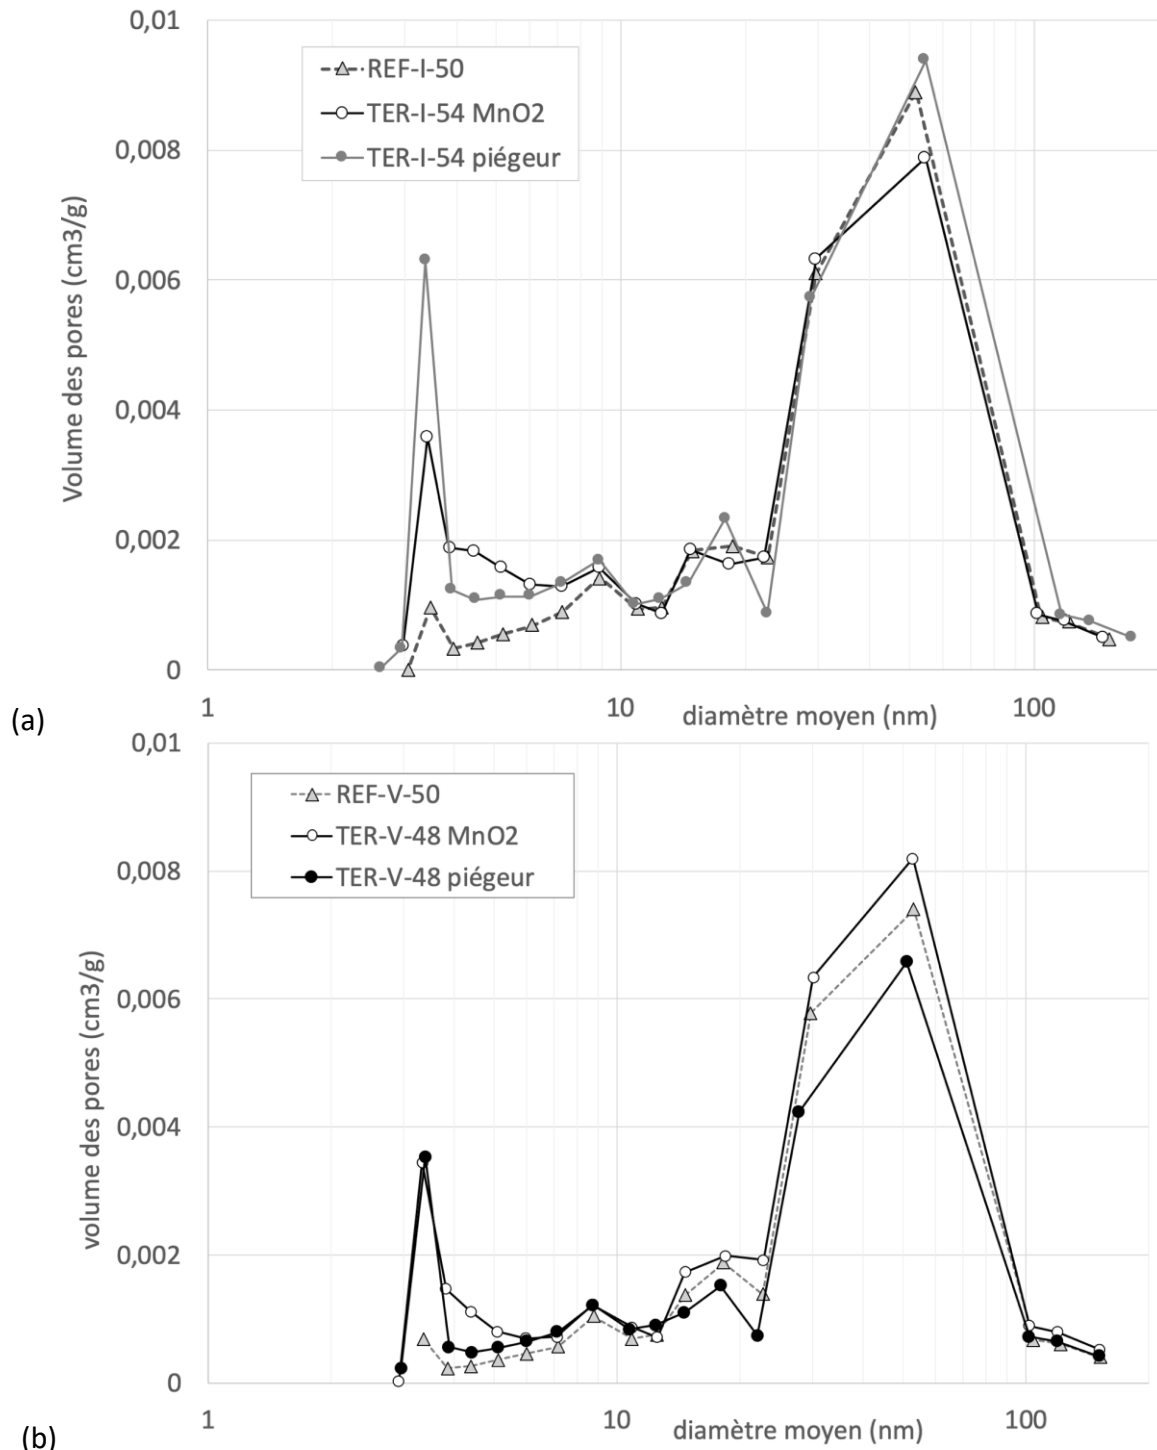 0,01
REF-I-50
TER-I-54 MnO2
TER-I-54 piégeur
0,008
0,006
0,004
0,002
0
Volume des pores (cm3/g)
1
10
100
diamètre moyen (nm)
(a)
0,01
REF-V-50
TER-V-48 MnO2
TER-V-48 piégeur
0,008
0,006
0,004
0,002
0
volume des pores (cm3/g)
1
10
100
diamètre moyen (nm)
(b)